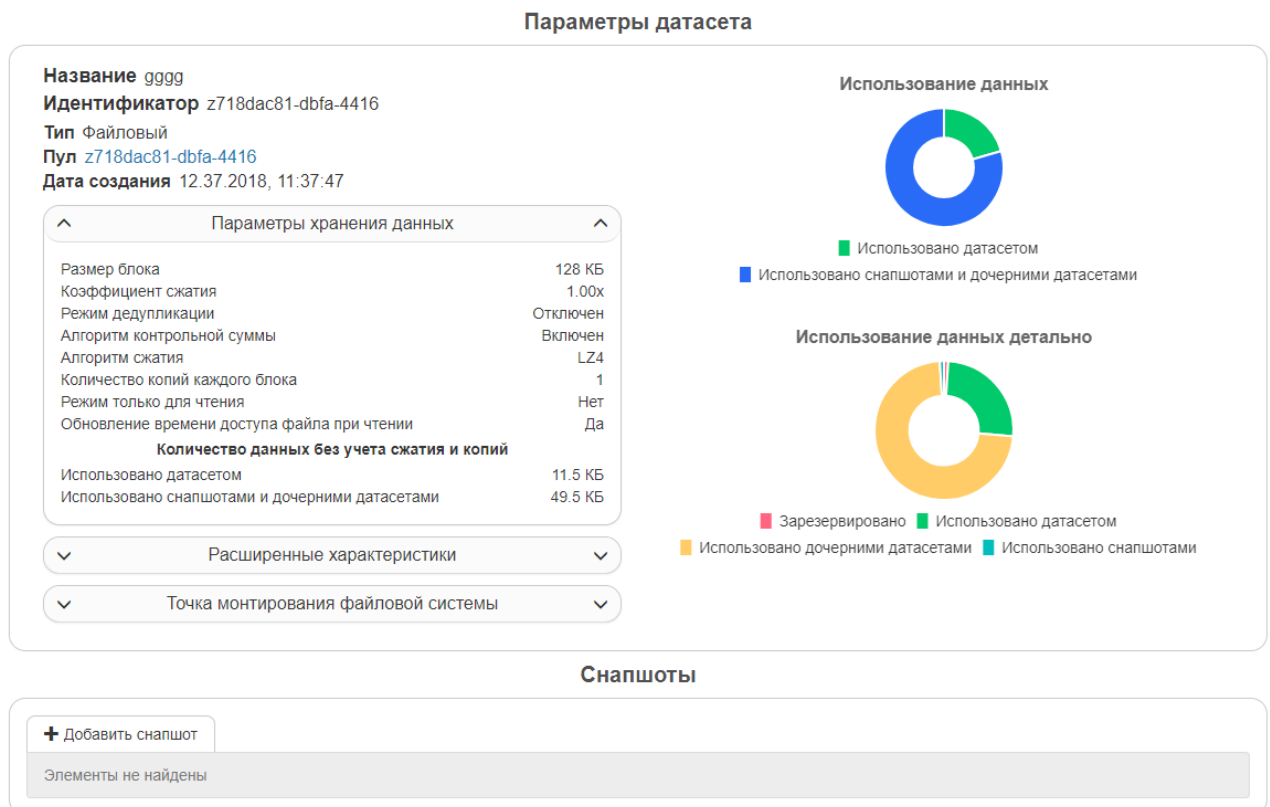 Параметры датасета
Название gggg
Идентификатор z718dac81-dbfa-4416
Тип Файловый
Пул z718dac81-dbfa-4416
Дата создания 12.37.2018, 11:37:47
Параметры хранения данных
Размер блока 128 КБ
Коэффициент сжатия 1.00x
Режим дедупликации Отключен
Алгоритм контрольной суммы Включен
Алгоритм сжатия LZ4
Количество копий каждого блока 1
Режим только для чтения Нет
Обновление времени доступа файла при чтении Да
Количество данных без учета сжатия и копий
Использовано датасетом 11.5 КБ
Использовано снапшотами и дочерними датасетами 49.5 КБ
Расширенные характеристики
Точка монтирования файловой системы
Использование данных
Использовано датасетом
Использовано снапшотами и дочерними датасетами
Использование данных детально
Зарезервировано Использовано датасетом
Использовано дочерними датасетами Использовано снапшотами
Снапшоты
Добавить снапшот
Элементы не найдены